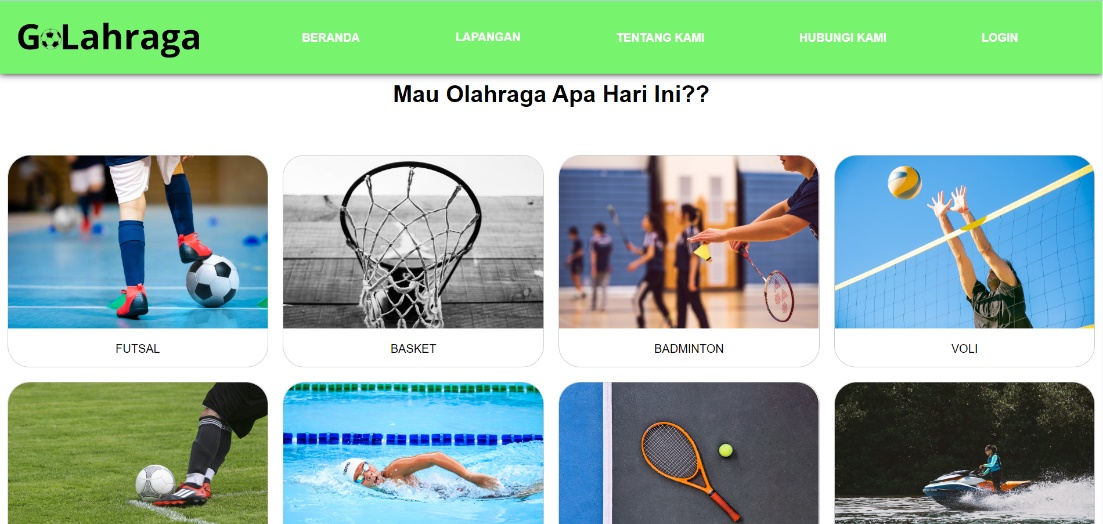 GoLahraga
BERANDA
LAPANGAN
TENTANG KAMI
HUBUNGI KAMI
LOGIN
Mau Olahraga Apa Hari Ini??
FUTSAL
BASKET
BADMINTON
VOLI